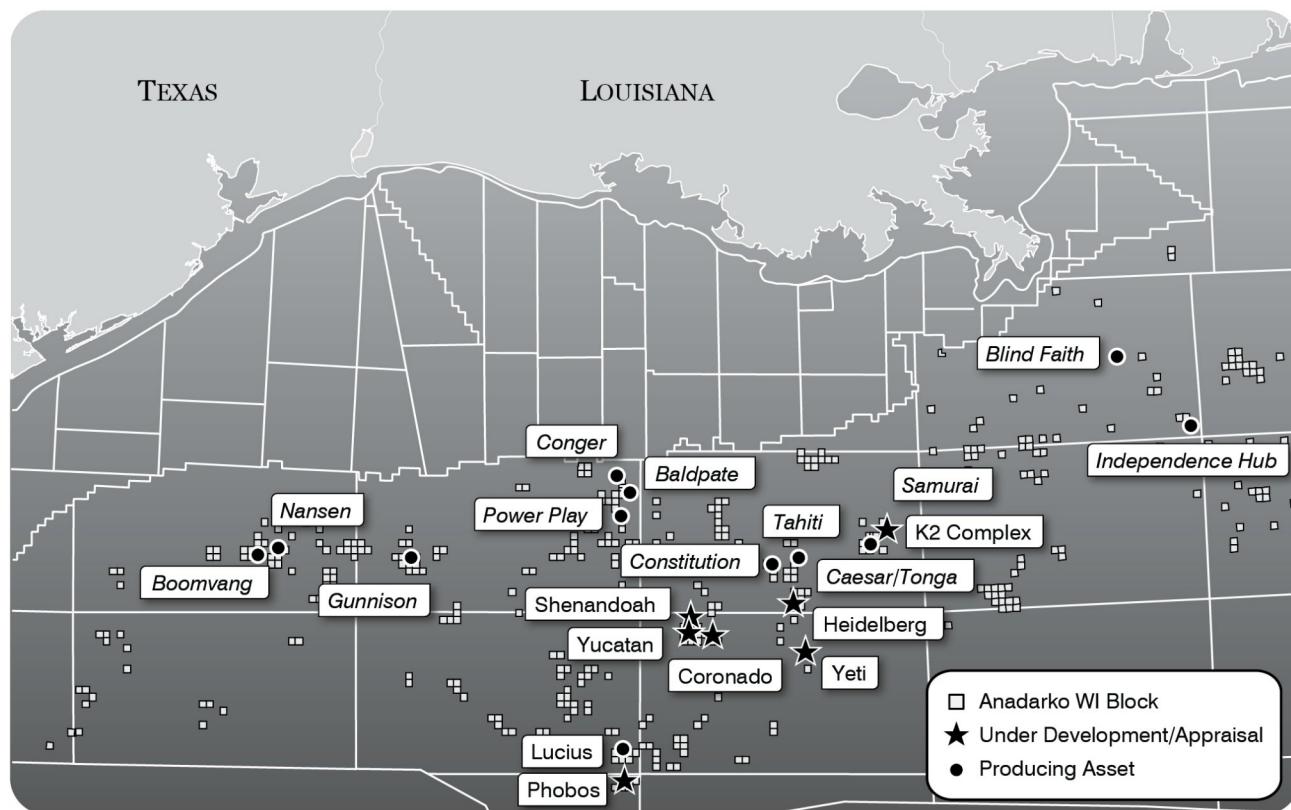 TEXAS
LOUISIANA
Blind Faith
Conger
Baldpate
Independence Hub
Samurai
Nansen
Power Play
Tahiti
K2 Complex
Constitution
Boomvang
Caesar/Tonga
Gunnison
Shenandoah
Heidelberg
Yucatan
Coronado
Yeti
Anadarko WI Block
Under Development/Appraisal
Producing Asset
Lucius
Phobos